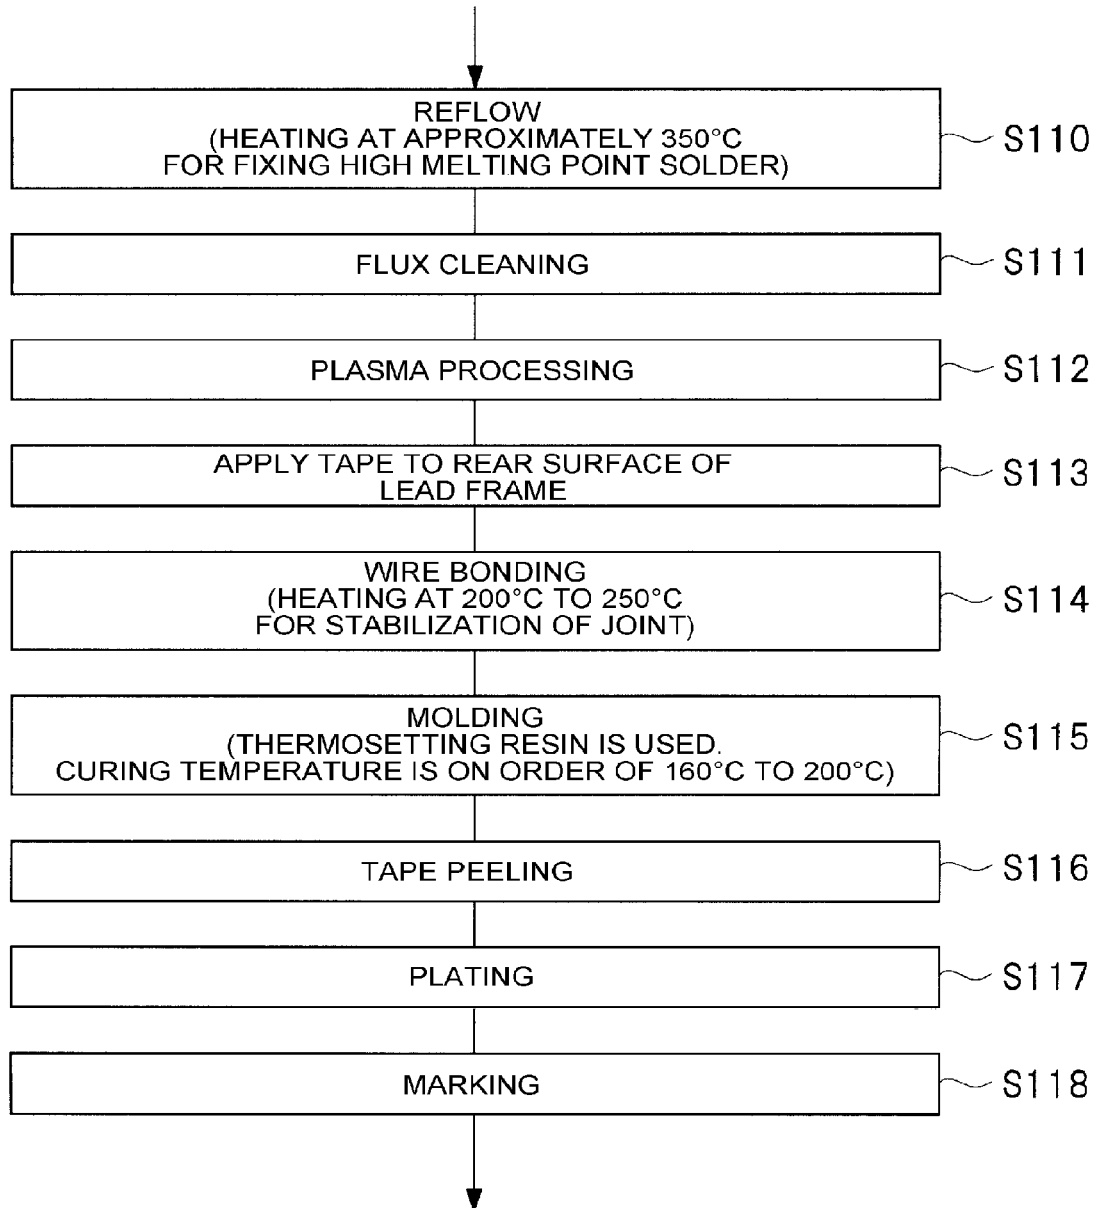 REFLOW
(HEATING AT APPROXIMATELY 350°C
FOR FIXING HIGH MELTING POINT SOLDER)
S110
FLUX CLEANING
S111
PLASMA PROCESSING
S112
APPLY TAPE TO REAR SURFACE OF
LEAD FRAME
S113
WIRE BONDING
(HEATING AT 200°C TO 250°C
FOR STABILIZATION OF JOINT)
S114
MOLDING
(THERMOSETTING RESIN IS USED.
CURING TEMPERATURE IS ON ORDER OF 160°C TO 200°C)
S115
TAPE PEELING
S116
PLATING
S117
MARKING
S118